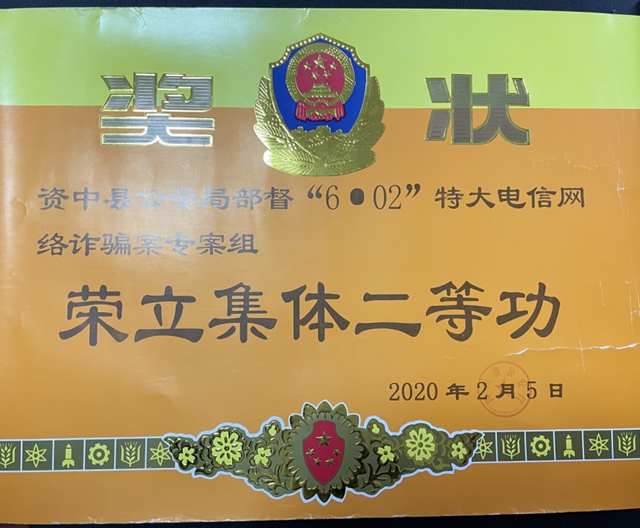 奖状
资中县公安局部督“6•02”特大电信网
络诈骗案专案组
荣立集体二等功
2020年2月5日